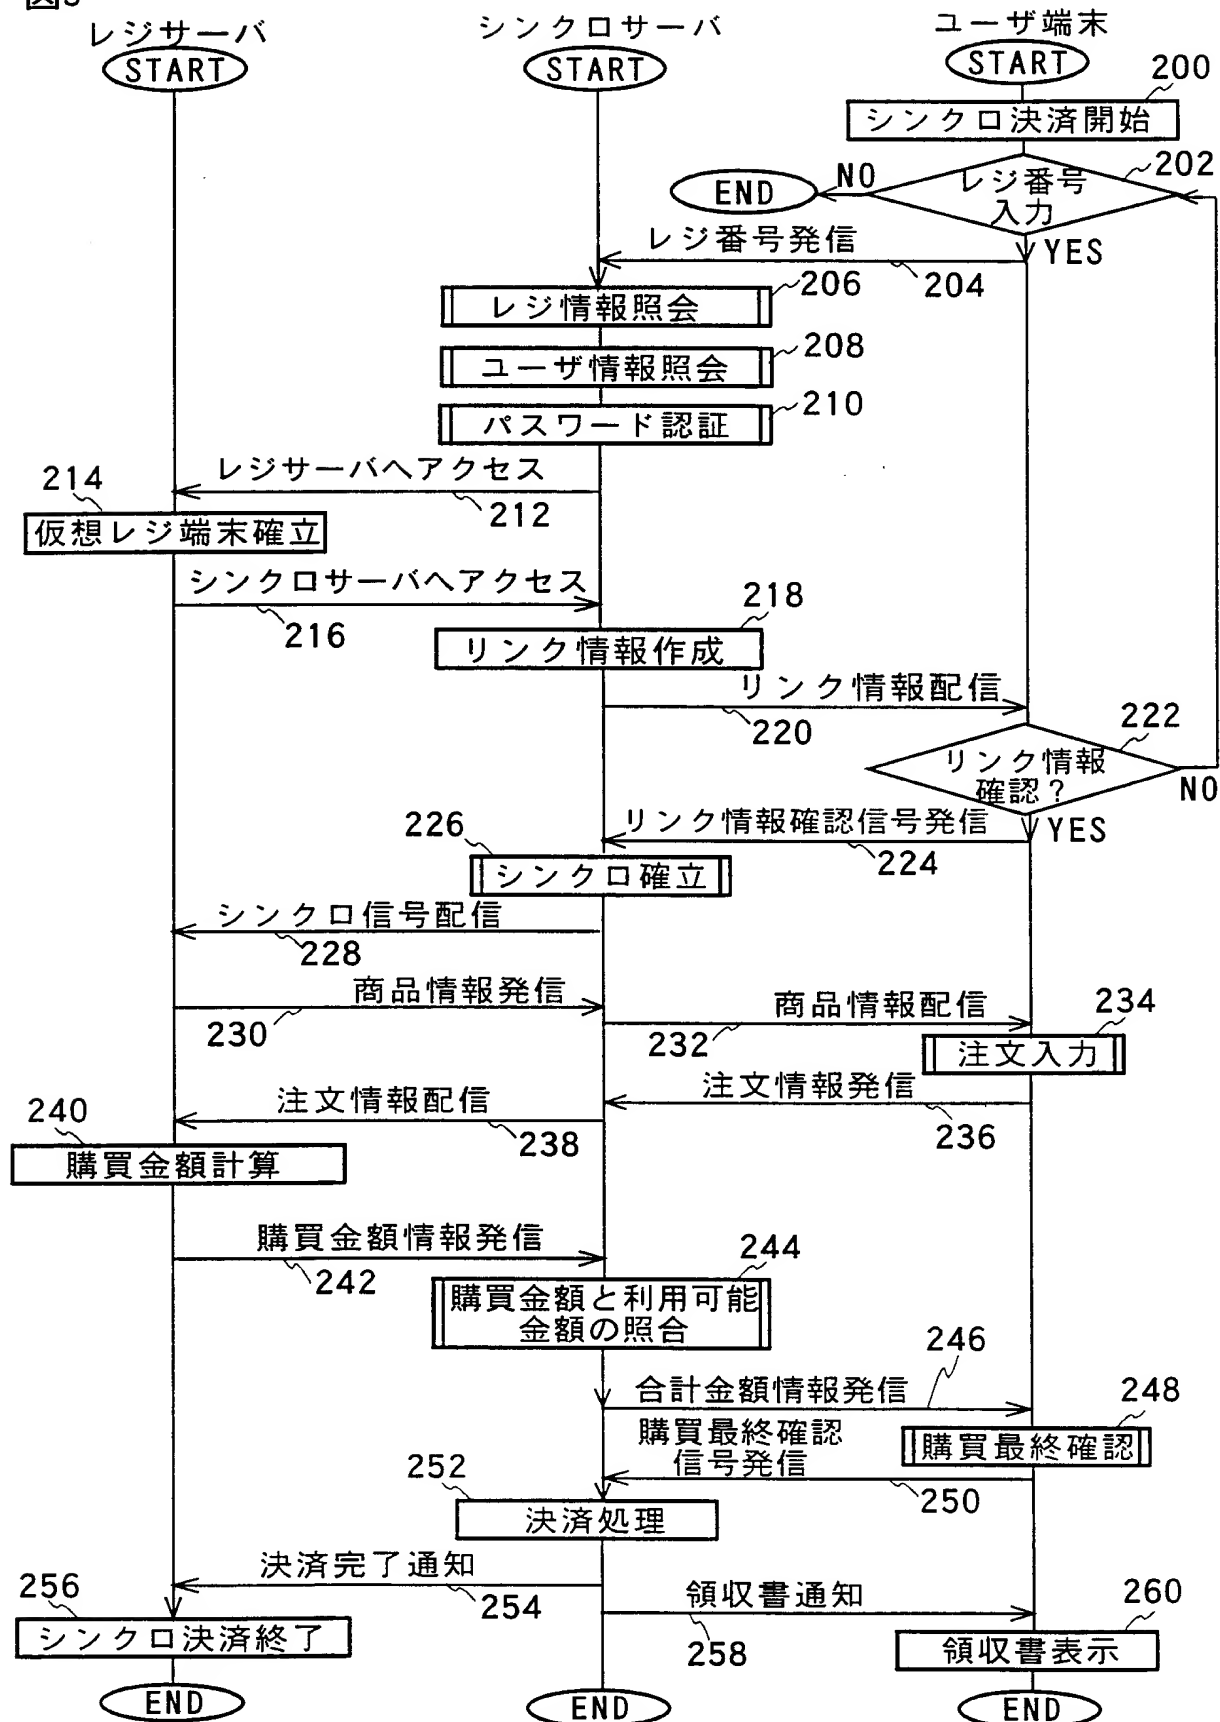 レジサーバ
シンクロサーバ
ユーザ端末
START
START
START
200
シンクロ決済開始
202
レジ番号
入力
NO
END
YES
レジ番号発信
204
206
レジ情報照会
208
ユーザ情報照会
210
パスワード認証
レジサーバへアクセス
212
214
仮想レジ端末確立
シンクロサーバへアクセス
216
218
リンク情報作成
リンク情報配信
220
222
リンク情報
確認?
NO
YES
リンク情報確認信号発信
224
226
シンクロ確立
シンクロ信号配信
228
商品情報発信
230
商品情報配信
232
234
注文入力
注文情報発信
236
注文情報配信
238
240
購買金額計算
購買金額情報発信
242
244
購買金額と利用可能
金額の照合
246
合計金額情報発信
248
購買最終確認
購買最終確認
信号発信
250
252
決済処理
決済完了通知
254
256
シンクロ決済終了
領収書通知
258
260
領収書表示
END
END
END